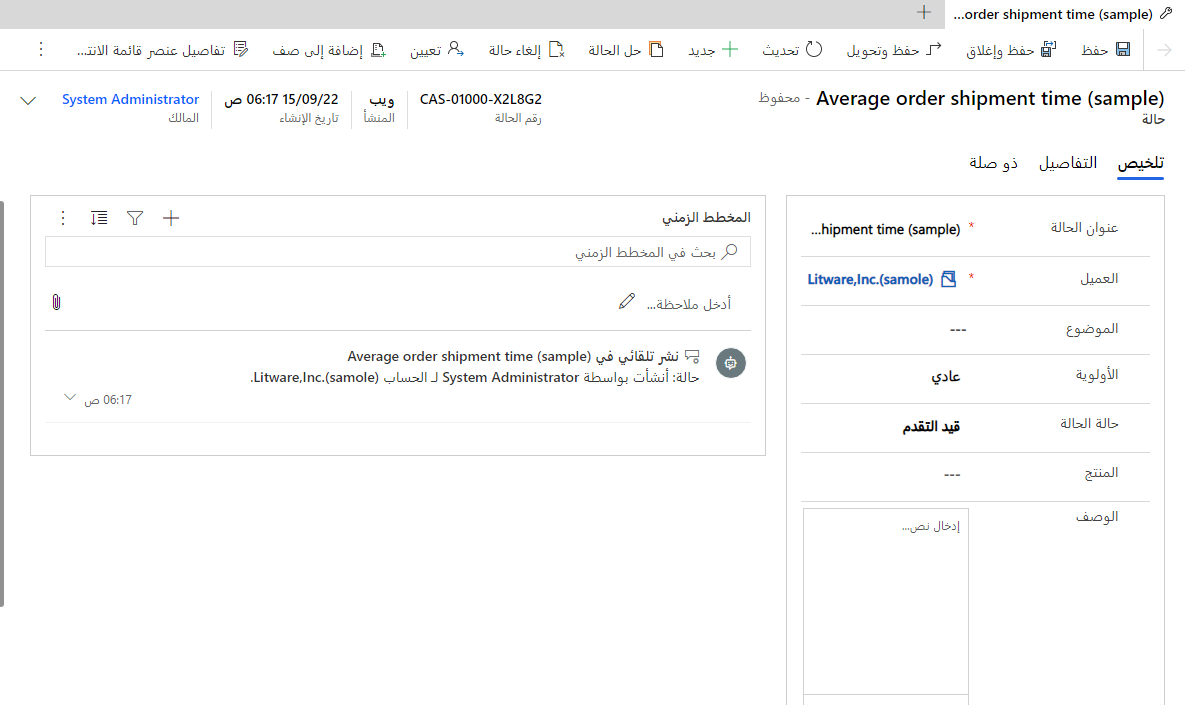 ...order shipment time (sample)
حفظ
حفظ وإغلاق
حفظ وتحويل
تحديث
جديد
حل الحالة
إلغاء حالة
تعيين
إضافة إلى صف
تفاصيل عنصر قائمة الانت...
Average order shipment time (sample) - محفوظ
حالة
CAS-01000-X2L8G2
رقم الحالة
ويب
المنشأ
15/09/22 06:17 ص
تاريخ الإنشاء
System Administrator
المالك
تلخيص
التفاصيل
ذو صلة
عنوان الحالة
* ...hipment time (sample)
العميل
* Litware,Inc.(samole)
الموضوع
---
الأولوية
عادي
حالة الحالة
قيد التقدم
المنتج
---
الوصف
إدخال نص...
المخطط الزمني
بحث في المخطط الزمني
أدخل ملاحظة...
نشر تلقائي في Average order shipment time (sample)
حالة: أنشأت بواسطة System Administrator لـ الحساب Litware,Inc.(samole).
06:17 ص